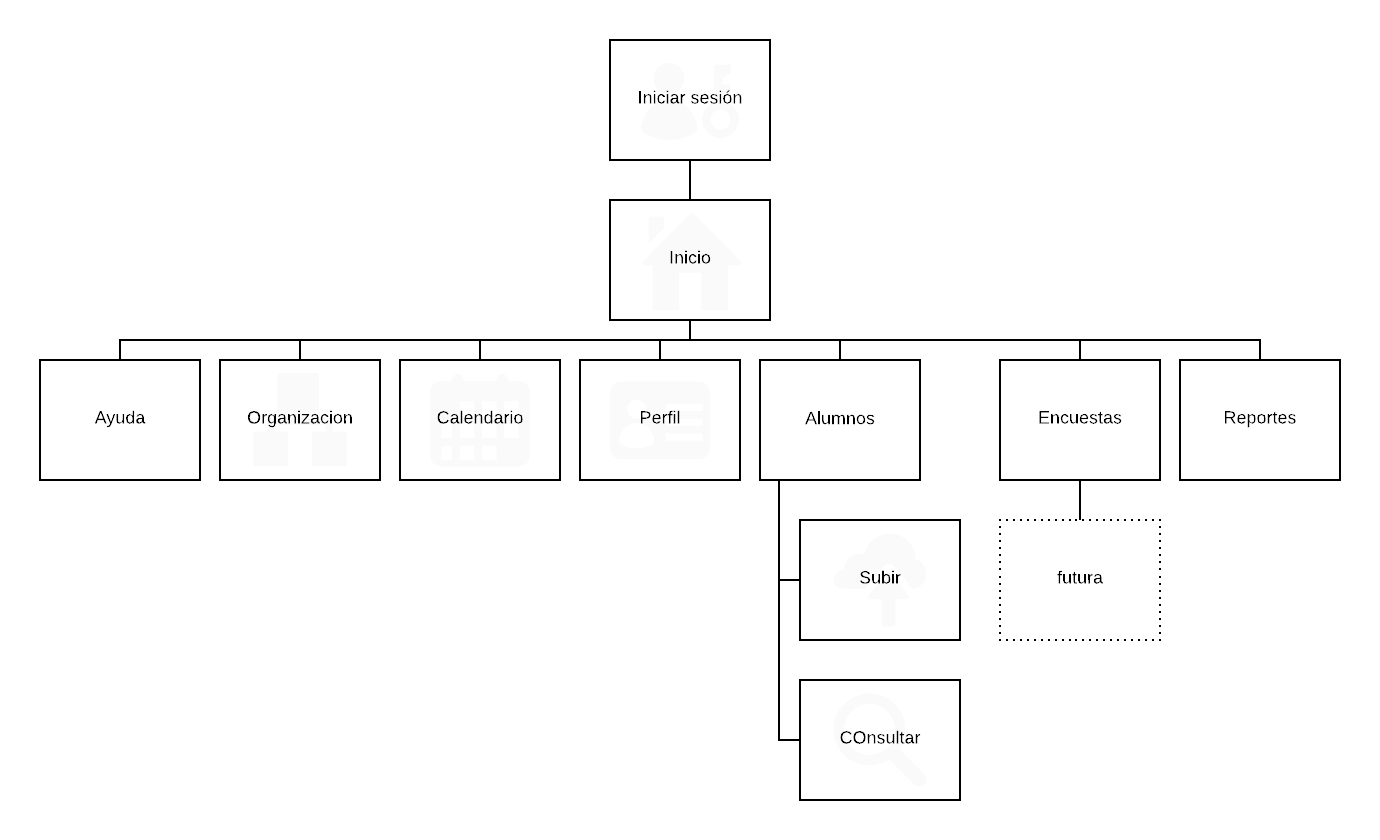 Iniciar sesión
Inicio
Ayuda
Organizacion
Calendario
Perfil
Alumnos
Encuestas
Reportes
Subir
futura
COnsultar